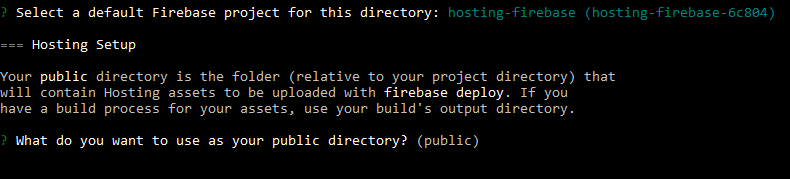 ? Select a default Firebase project for this directory: hosting-firebase (hosting-firebase-6c804)
=== Hosting Setup
Your public directory is the folder (relative to your project directory) that
will contain Hosting assets to be uploaded with firebase deploy. If you
have a build process for your assets, use your build's output directory.
? What do you want to use as your public directory? (public)